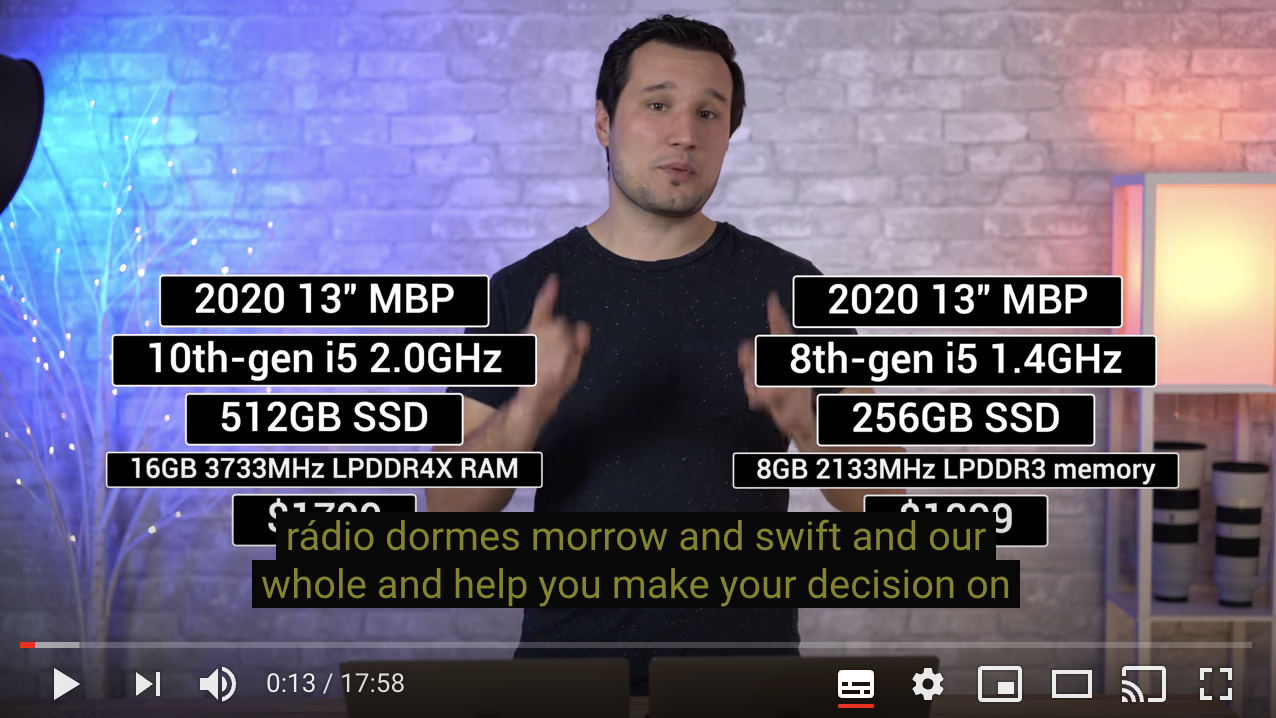 2020 13" MBP
10th-gen i5 2.0GHz
512GB SSD
16GB 3733MHz LPDDR4X RAM
2020 13" MBP
8th-gen i5 1.4GHz
256GB SSD
8GB 2133MHz LPDDR3 memory
rádio dormes morrow and swift and our
whole and help you make your decision on
0:13 / 17:58